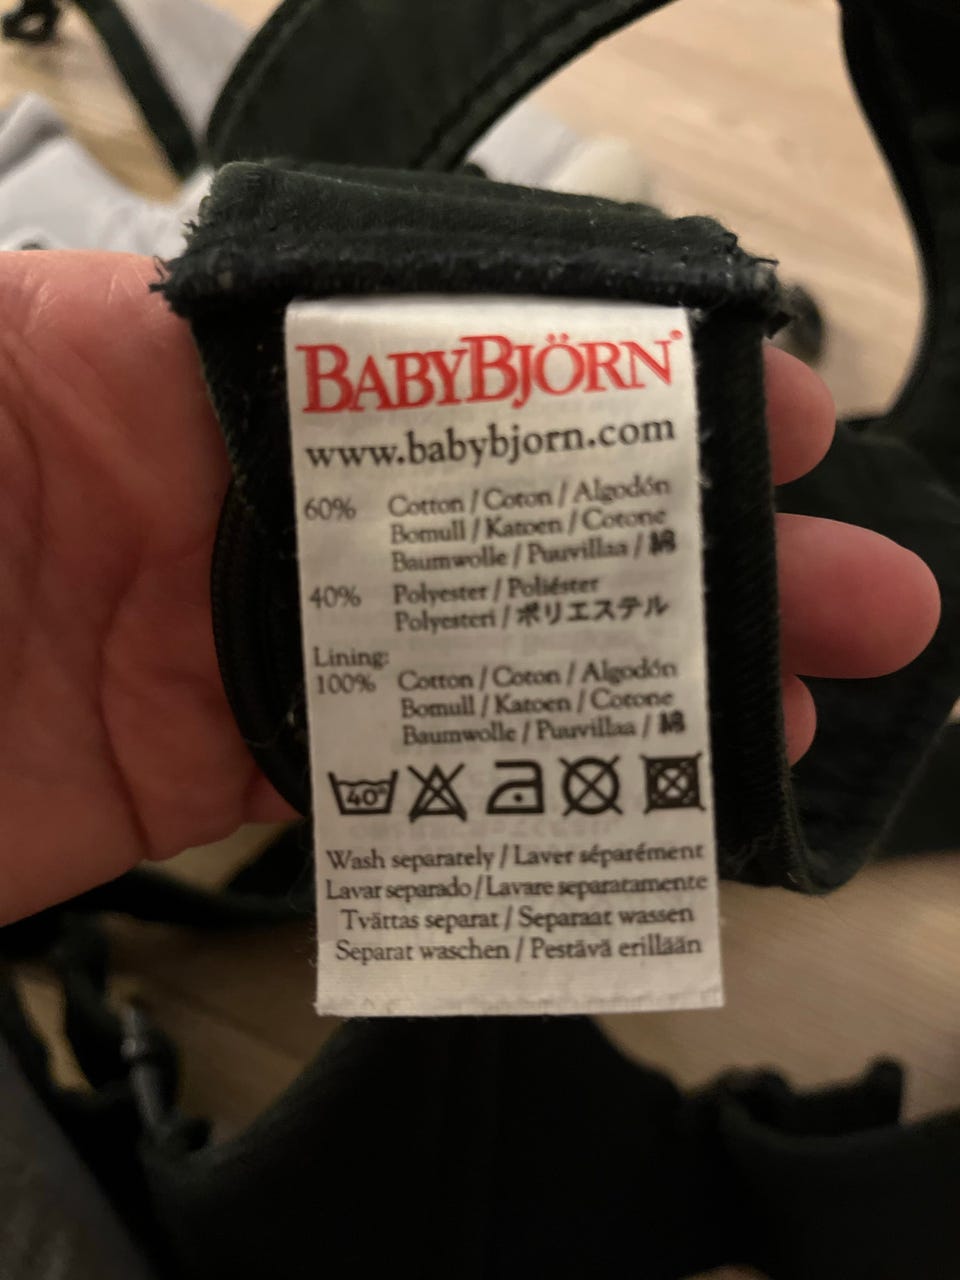 BABYBJÖRN®
www.babybjorn.com
60% Cotton / Coton / Algodón
Bomull / Katoen / Cotone
Baumwolle / Puuvillaa / 綿
40% Polyester / Poliéster
Polyesteri / ポリエステル
Lining:
100% Cotton / Coton / Algodón
Bomull / Katoen / Cotone
Baumwolle / Puuvillaa / 綿
40°
Wash separately / Laver séparément
Lavar separado / Lavare separatamente
Tvättas separat / Separaat wassen
Separat waschen / Pestävä erillään